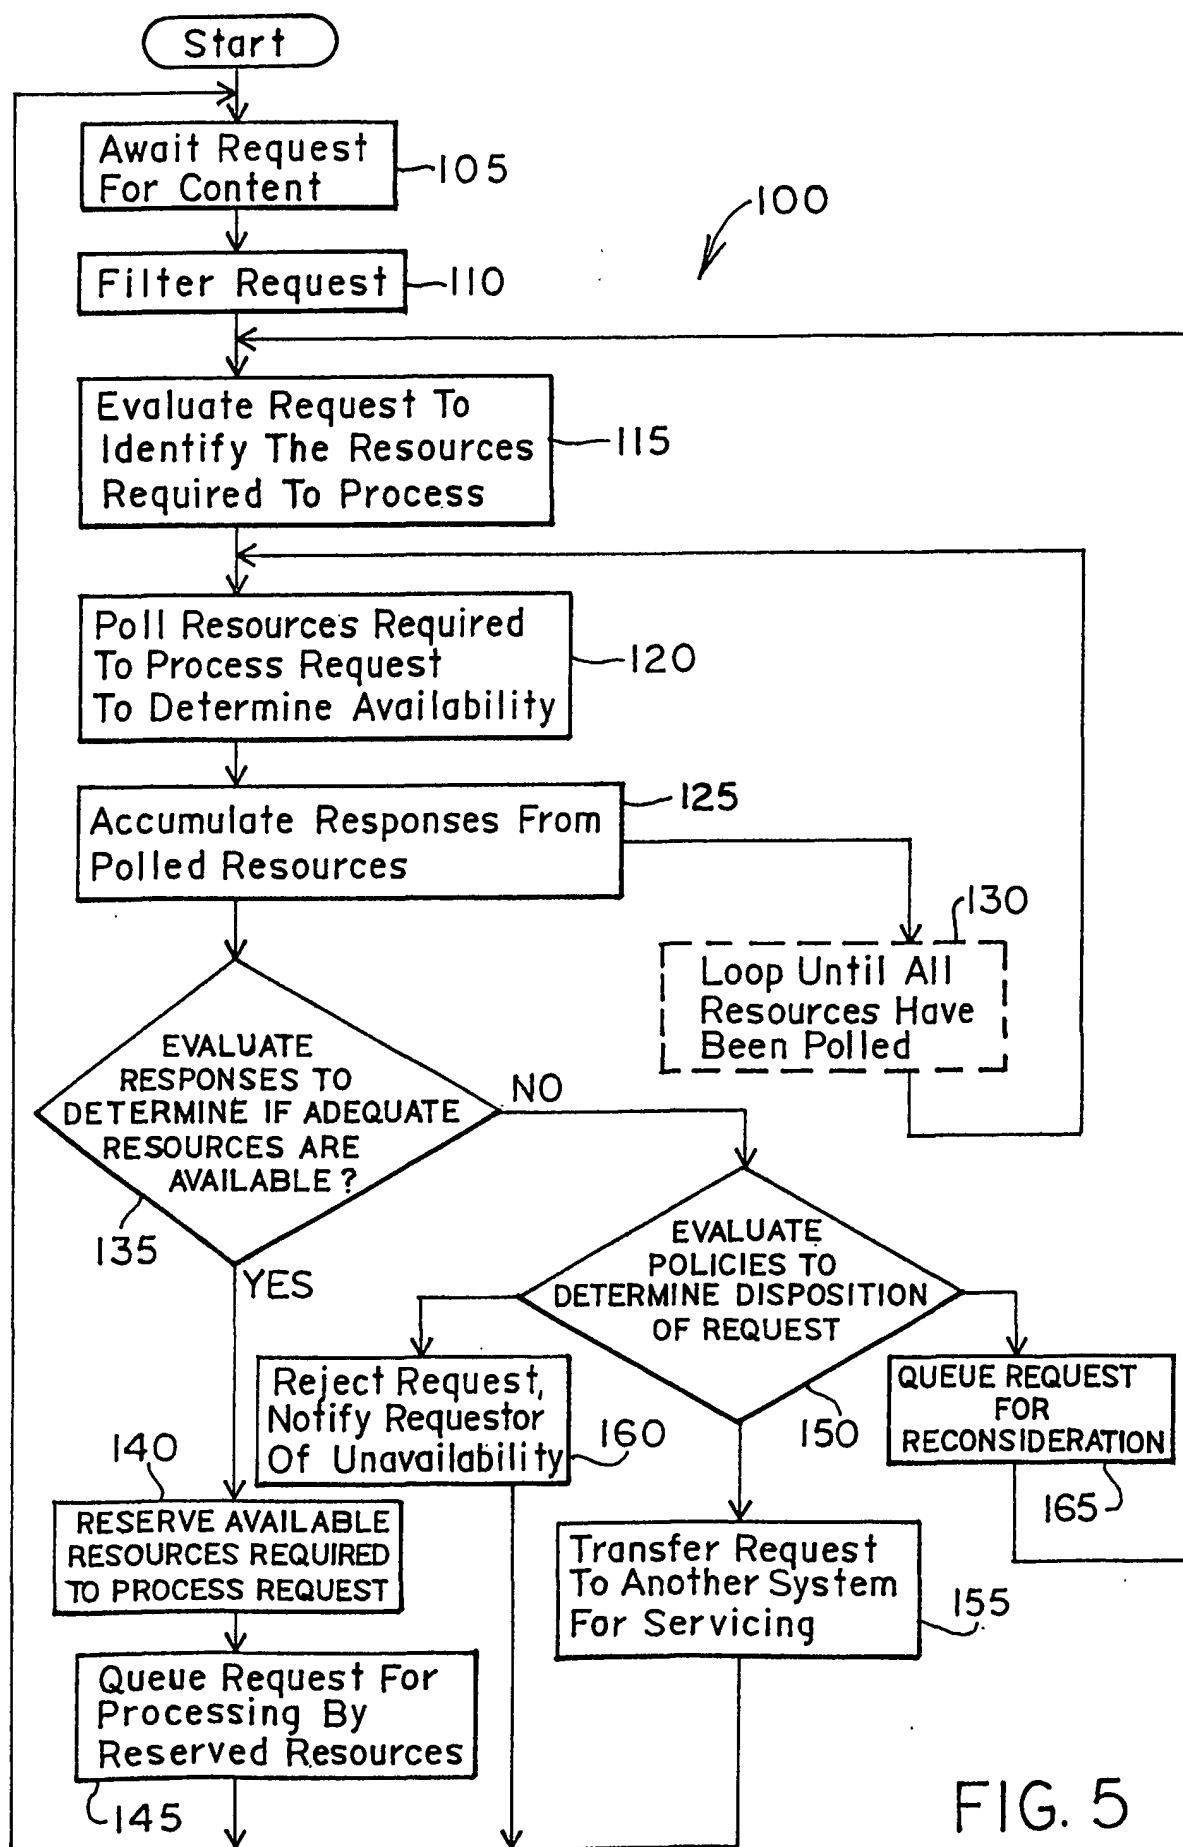 Start
Await Request
For Content
105
100
Filter Request
110
Evaluate Request To
Identify The Resources
Required To Process
115
Poll Resources Required
To Process Request
To Determine Availability
120
Accumulate Responses From
Polled Resources
125
130
Loop Until All
Resources Have
Been Polled
EVALUATE
RESPONSES TO
DETERMINE IF ADEQUATE
RESOURCES ARE
AVAILABLE?
NO
135
YES
EVALUATE
POLICIES TO
DETERMINE DISPOSITION
OF REQUEST
150
Reject Request,
Notify Requestor
Of Unavailability
160
QUEUE REQUEST
FOR
RECONSIDERATION
165
140
RESERVE AVAILABLE
RESOURCES REQUIRED
TO PROCESS REQUEST
Transfer Request
To Another System
For Servicing
155
Queue Request For
Processing By
Reserved Resources
145
FIG. 5